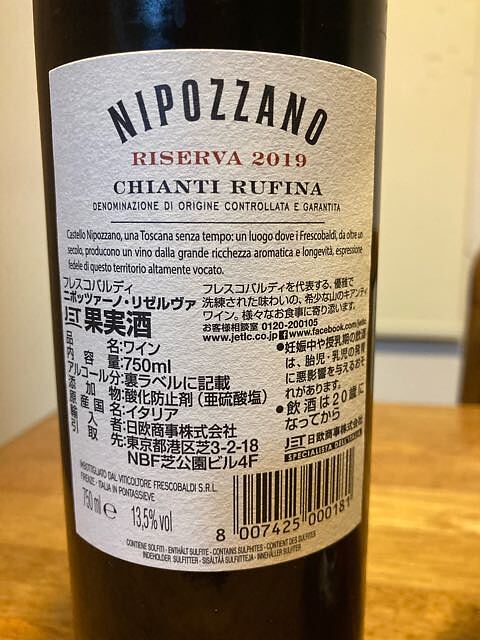 NIPOZZANO
RISERVA 2019
CHIANTI RUFINA
DENOMINAZIONE DI ORIGINE CONTROLLATA E GARANTITA
Castello Nipozzano, una Toscana senza tempo: un luogo dove i Frescobaldi, da oltre un
secolo, producono un vino dalla grande ricchezza aromatica e longevità, espressione
fedele di questo territorio altamente vocato.
フレスコバルディ
ニポッツァーノ・リゼルヴァ
JET 果実酒
品名:ワイン
内容量:750ml
アルコール分:裏ラベルに記載
添加物:酸化防止剤(亜硫酸塩)
原産国:イタリア
輸入者:日欧商事株式会社
引取先:東京都港区芝3-2-18
NBF芝公園ビル4F
フレスコバルディを代表する、優雅で
洗練された味わいの、希少な山のキアンティ
ワイン。様々なお食事に寄り添います。
お客様相談室 0120-200105
www.jetlc.co.jp www.facebook.com/
●妊娠中や授乳期の飲酒
は、胎児・乳児の発育
に悪影響を与えるおそ
れがあります。
●飲酒は20歳に
なってから
JET 日欧商事株式会社
SPECIALISTA DELL'ITALIA
IMBOTTIGLIATO DAL VITICOLTORE FRESCOBALDI S.R.L.
FIRENZE - ITALIA IN PONTASSIEVE
750 ml e 13,5% vol
8 007425 000181
CONTIENE SOLFITI - ENTHÄLT SULFITE - CONTAINS SULPHITES - CONTIENT DES SULFITES
INDEHOLDER SULFITTER - SISÄLTÄÄ SULFIITTEJA - INNEHÅLLER SULFITER